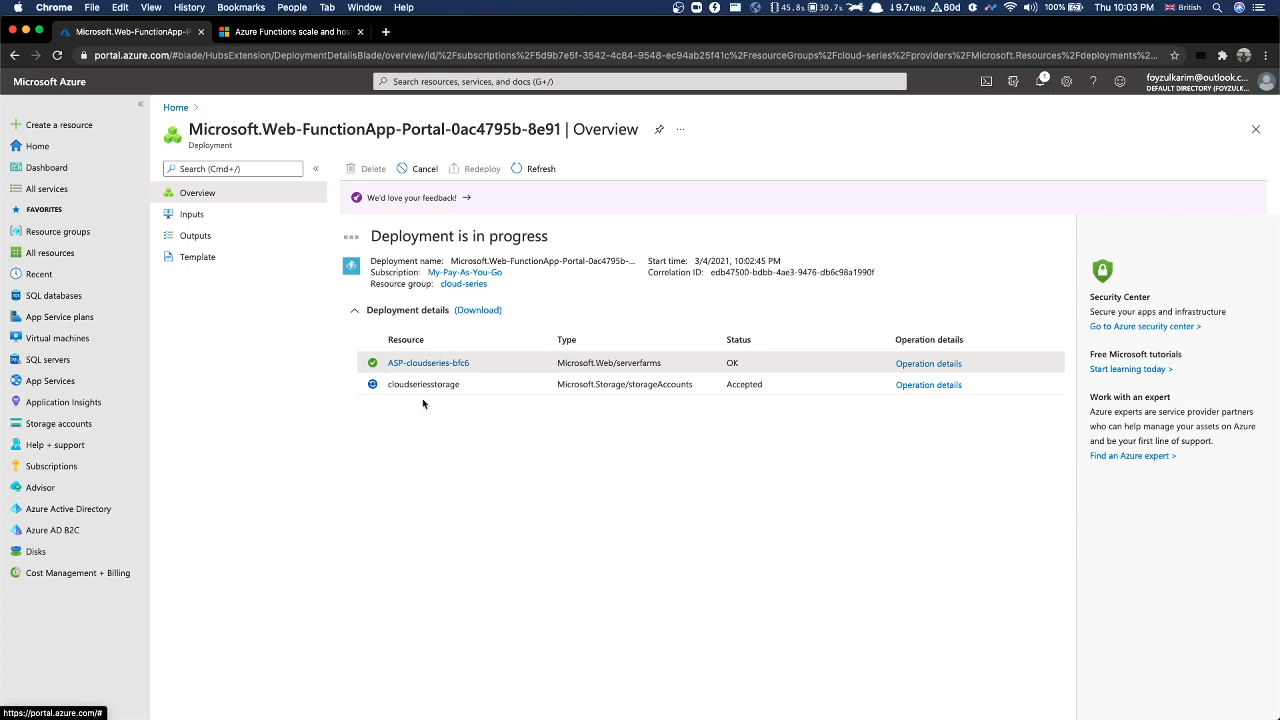 Chrome File Edit View History Bookmarks People Tab Window Help 100% Thu 10:03 PM British
Microsoft.Web-FunctionApp-P Azure Functions scale and hos
portal.azure.com/#blade/HubsExtension/DeploymentDetailsBlade/overview/id/%2Fsubscriptions%2F5d9b7e5f-3542-4c84-9548-ec94ab25f41c%2FresourceGroups%2Fcloud-series%2Fproviders%2FMicrosoft.Resources%2Fdeployments%2...
Microsoft Azure
Search resources, services, and docs (G+/)
1
foyzulkarim@outlook.c...
DEFAULT DIRECTORY (FOYZULK...
Create a resource
Home
Dashboard
All services
FAVORITES
Resource groups
All resources
Recent
SQL databases
App Service plans
Virtual machines
SQL servers
App Services
Application Insights
Storage accounts
Help + support
Subscriptions
Advisor
Azure Active Directory
Azure AD B2C
Disks
Cost Management + Billing
https://portal.azure.com/#
Home >
Microsoft.Web-FunctionApp-Portal-0ac4795b-8e91 | Overview
Deployment
Search (Cmd+/)
Overview
Inputs
Outputs
Template
Delete Cancel Redeploy Refresh
We'd love your feedback! →
Deployment is in progress
Deployment name: Microsoft.Web-FunctionApp-Portal-0ac4795b-... Start time: 3/4/2021, 10:02:45 PM
Subscription: My-Pay-As-You-Go Correlation ID: edb47500-bdbb-4ae3-9476-db6c98a1990f
Resource group: cloud-series
Deployment details (Download)
Resource Type Status Operation details
ASP-cloudseries-bfc6 Microsoft.Web/serverfarms OK Operation details
cloudseriesstorage Microsoft.Storage/storageAccounts Accepted Operation details
Security Center
Secure your apps and infrastructure
Go to Azure security center >
Free Microsoft tutorials
Start learning today >
Work with an expert
Azure experts are service provider partners
who can help manage your assets on Azure
and be your first line of support.
Find an Azure expert >